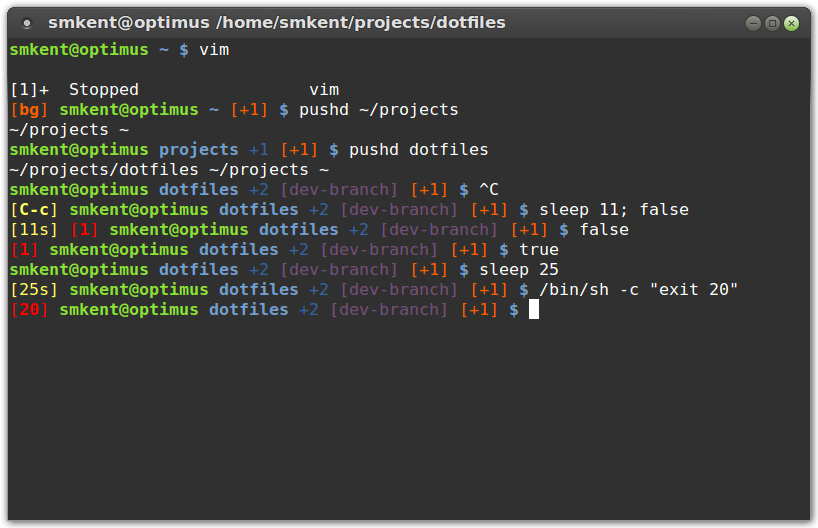 smkent@optimus /home/smkent/projects/dotfiles
smkent@optimus ~ $ vim
[1]+  Stopped                 vim
[bg] smkent@optimus ~ [+1] $ pushd ~/projects
~/projects ~
smkent@optimus projects +1 [+1] $ pushd dotfiles
~/projects/dotfiles ~/projects ~
smkent@optimus dotfiles +2 [dev-branch] [+1] $ ^C
[C-c] smkent@optimus dotfiles +2 [dev-branch] [+1] $ sleep 11; false
[11s] [1] smkent@optimus dotfiles +2 [dev-branch] [+1] $ false
[1] smkent@optimus dotfiles +2 [dev-branch] [+1] $ true
smkent@optimus dotfiles +2 [dev-branch] [+1] $ sleep 25
[25s] smkent@optimus dotfiles +2 [dev-branch] [+1] $ /bin/sh -c "exit 20"
[20] smkent@optimus dotfiles +2 [dev-branch] [+1] $